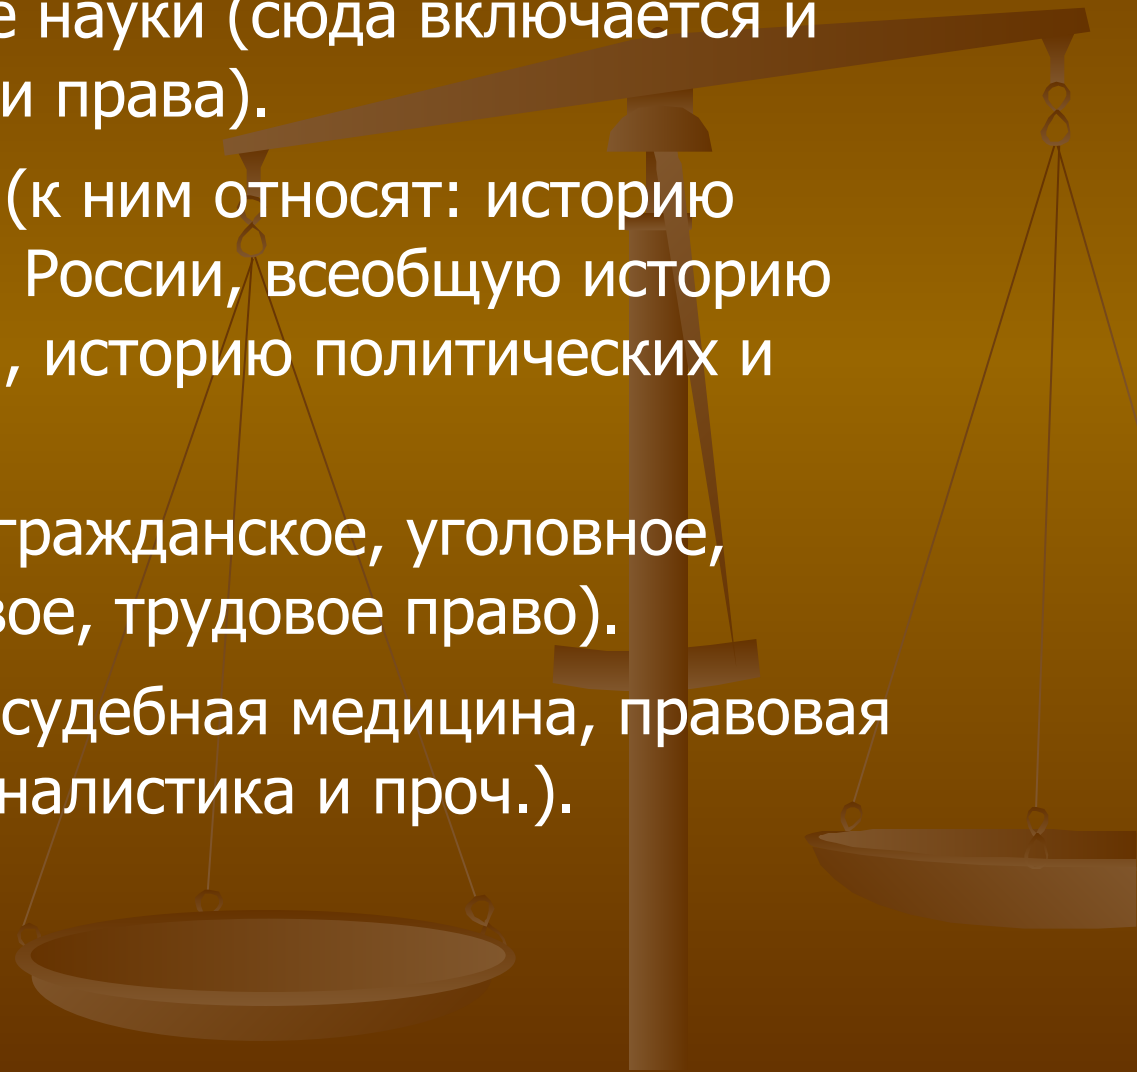 е науки (сюда включается и
и права).
(к ним относят: историю
России, всеобщую историю
, историю политических и
гражданское, уголовное,
вое, трудовое право).
судебная медицина, правовая
налистика и проч.).